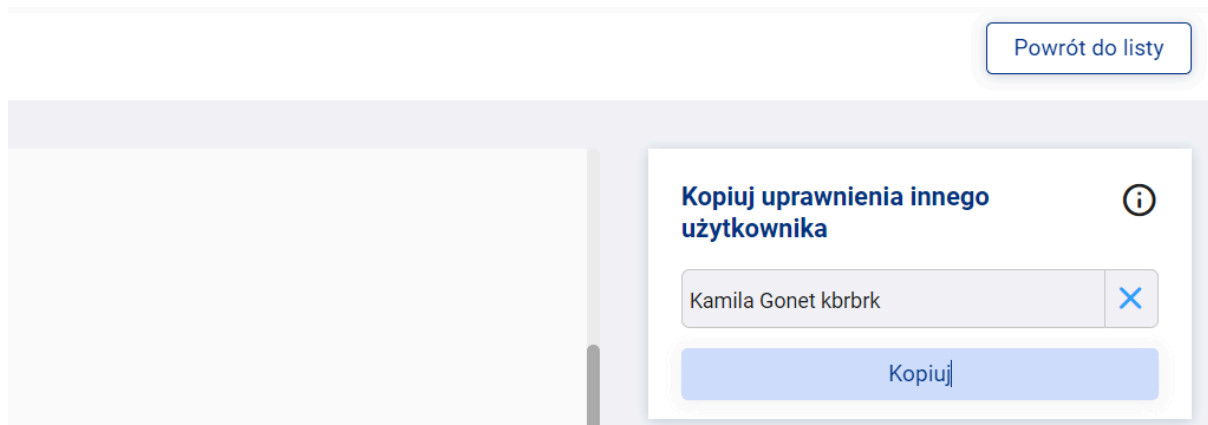 Powrót do listy
Kopiuj uprawnienia innego
użytkownika
Kamila Gonet kbrbrk
Kopiuj